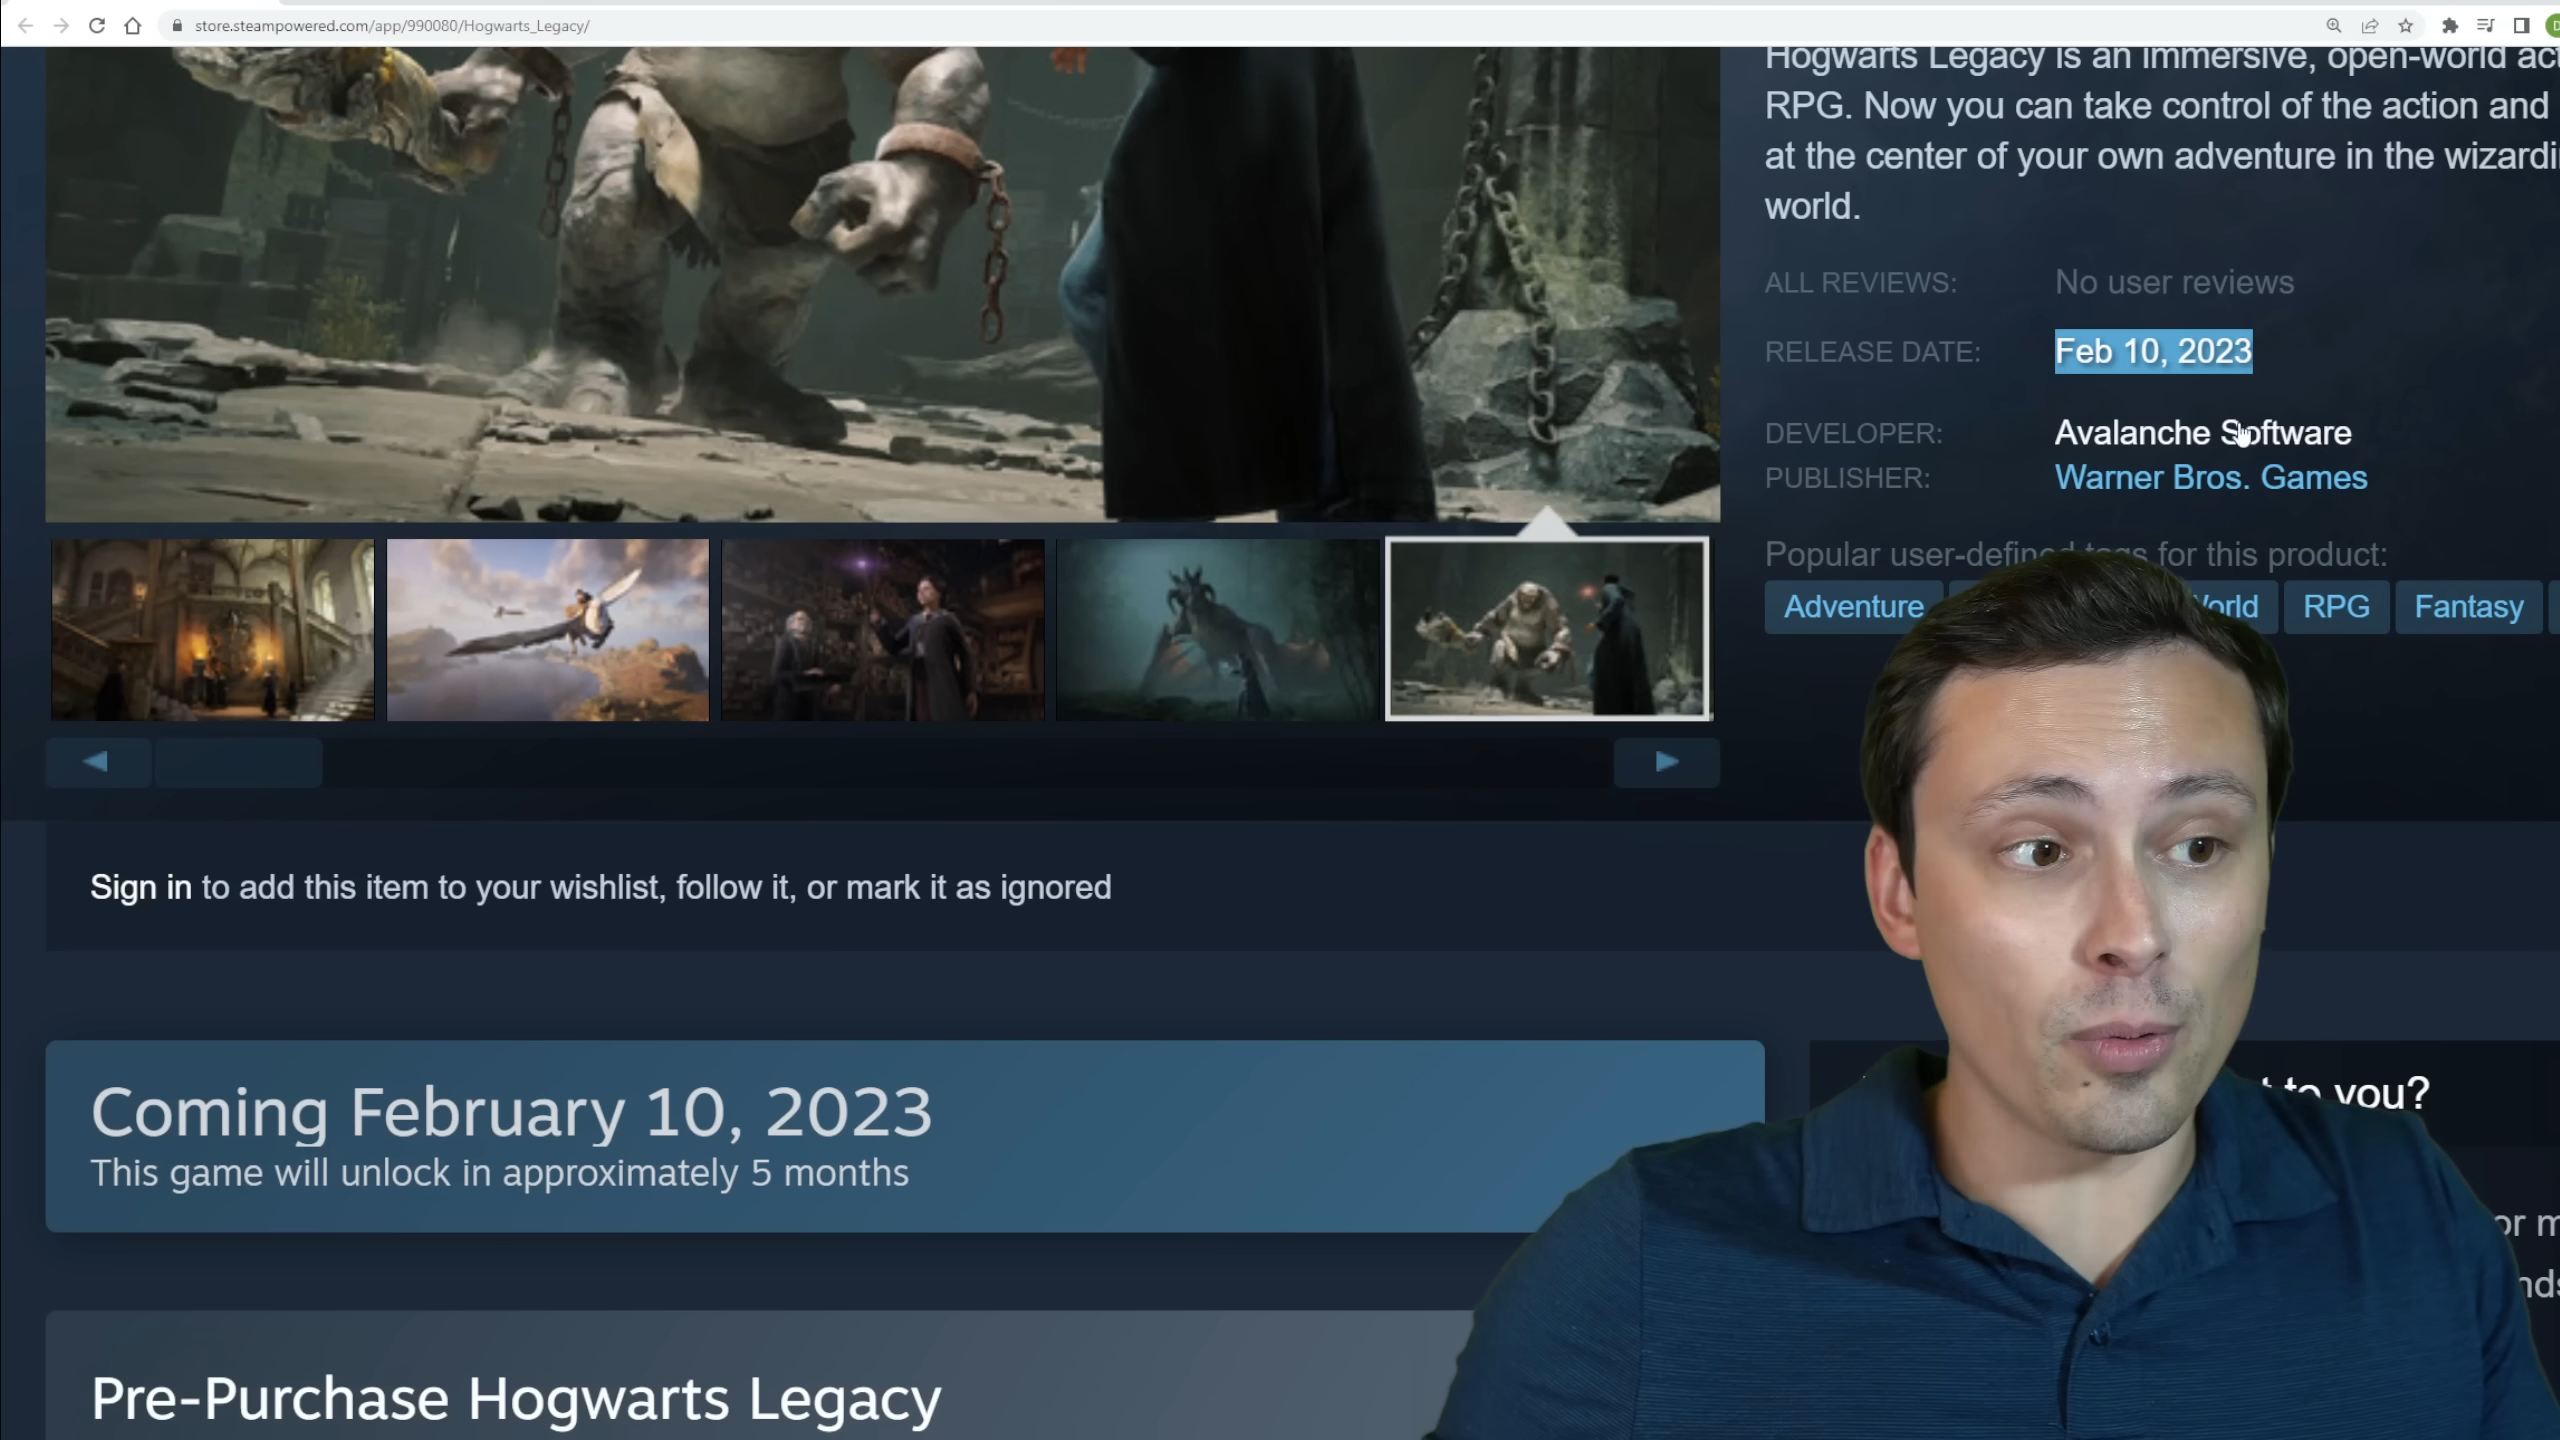 store.steampowered.com/app/990080/Hogwarts_Legacy/
Hogwarts Legacy is an immersive, open-world
RPG. Now you can take control of the action and
at the center of your own adventure in the
world.
ALL REVIEWS: No user reviews
RELEASE DATE: Feb 10, 2023
DEVELOPER: Avalanche Software
PUBLISHER: Warner Bros. Games
Popular user-defined tags for this product:
Adventure RPG Fantasy
Sign in to add this item to your wishlist, follow it, or mark it as ignored
Coming February 10, 2023
This game will unlock in approximately 5 months
to you?
Pre-Purchase Hogwarts Legacy